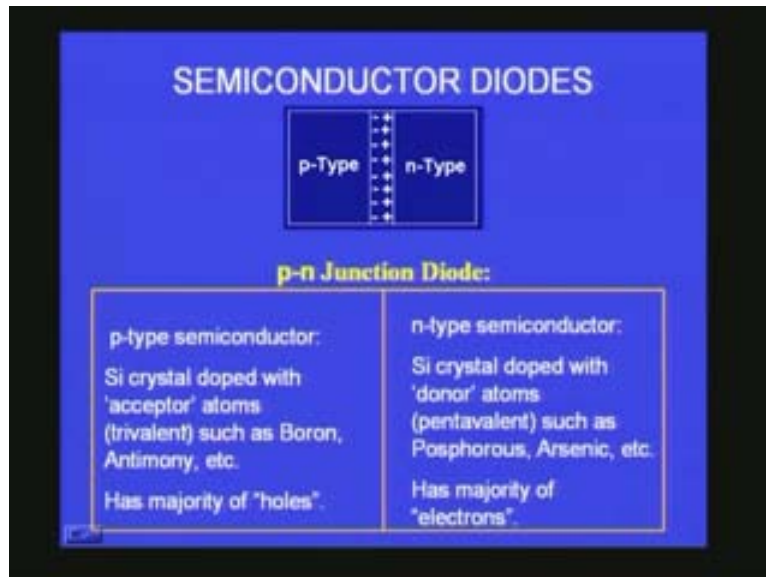 SEMICONDUCTOR DIODES
p-Type
n-Type
p-n Junction Diode:
p-type semiconductor:
Si crystal doped with
'acceptor' atoms
(trivalent) such as Boron,
Antimony, etc.
Has majority of "holes".
n-type semiconductor:
Si crystal doped with
'donor' atoms
(pentavalent) such as
Posphorous, Arsenic, etc.
Has majority of
"electrons".